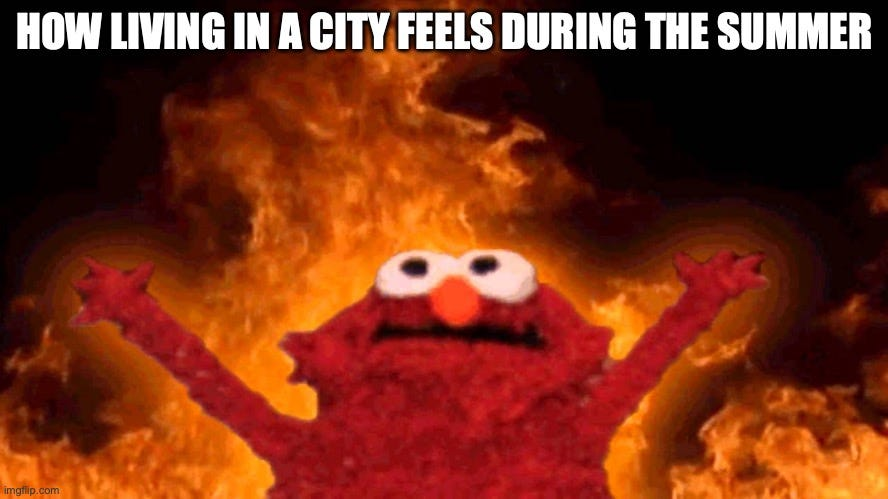 HOW LIVING IN A CITY FEELS DURING THE SUMMER
imgflip.com